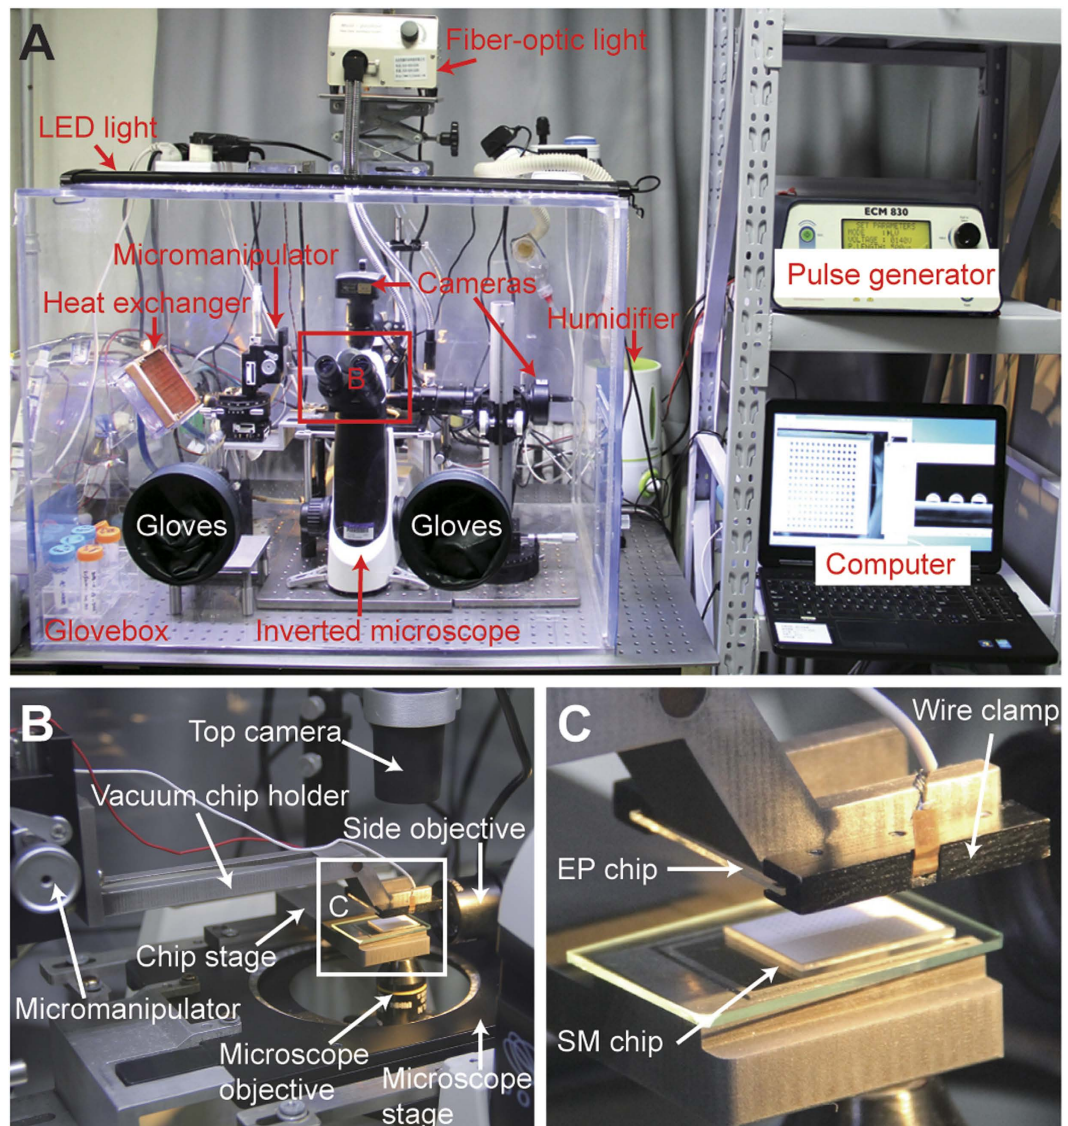 A
Fiber-optic light
LED light
ECM 830
SET PARAMETERS
Micromanipulator
Pulse generator
Cameras
Heat exchanger
Humidifier
B
Gloves
Gloves
Computer
Glovebox
Inverted microscope
B
Top camera
Vacuum chip holder
Side objective
C
Chip stage
Micromanipulator
Microscope
objective
Microscope
stage
C
Wire clamp
EP chip
SM chip